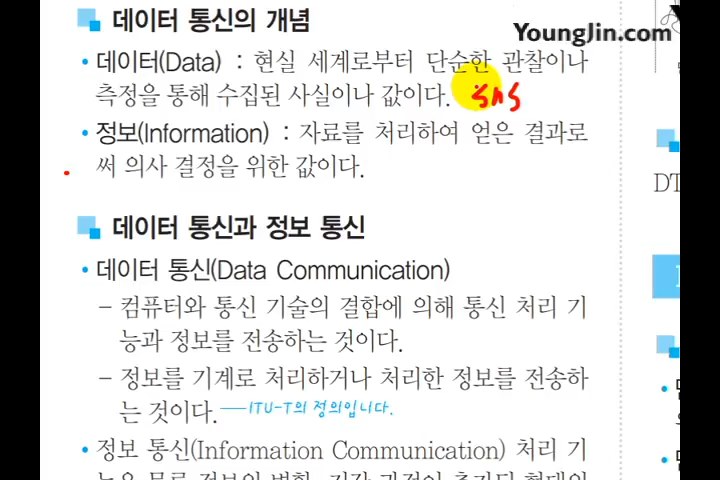 데이터 통신의 개념
YoungJin.com
• 데이터(Data) : 현실 세계로부터 단순한 관찰이나
측정을 통해 수집된 사실이나 값이다. SNS
• 정보(Information) : 자료를 처리하여 얻은 결과로
써 의사 결정을 위한 값이다.
DT
데이터 통신과 정보 통신
• 데이터 통신(Data Communication)
– 컴퓨터와 통신 기술의 결합에 의해 통신 처리 기
능과 정보를 전송하는 것이다.
– 정보를 기계로 처리하거나 처리한 정보를 전송하
는 것이다. ITU-T의 정의입니다.
• 정보 통신(Information Communication) 처리 기